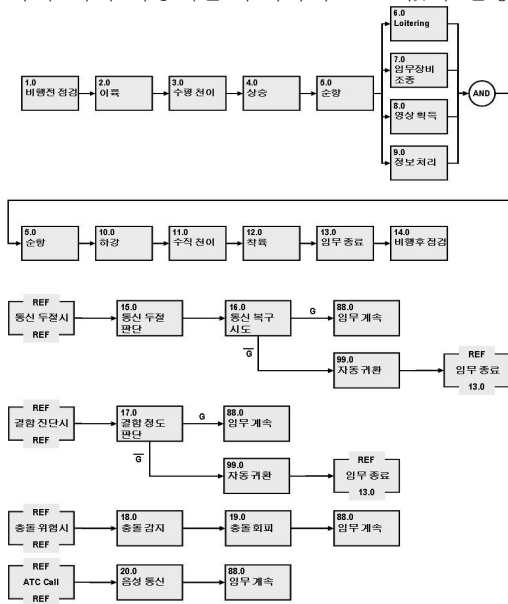 6.0
Loitering
7.0
임무장비
조종
1.0
비행전 점검
2.0
이륙
3.0
수평 천이
4.0
상승
5.0
순항
8.0
영상 획득
9.0
정보 처리
AND
5.0
순항
10.0
하강
11.0
수직 천이
12.0
착륙
13.0
임무 종료
14.0
비행후 점검
REF
통신 두절시
REF
15.0
통신 두절
판단
16.0
통신 복구
시도
G
88.0
임무 계속
G
99.0
자동 귀환
REF
임무 종료
13.0
REF
결함 진단시
REF
17.0
결함 정도
판단
G
88.0
임무 계속
G
99.0
자동 귀환
REF
임무 종료
13.0
REF
충돌 위험시
REF
18.0
충돌 감지
19.0
충돌 회피
88.0
임무 계속
REF
ATC Call
REF
20.0
음성 통신
88.0
임무 계속